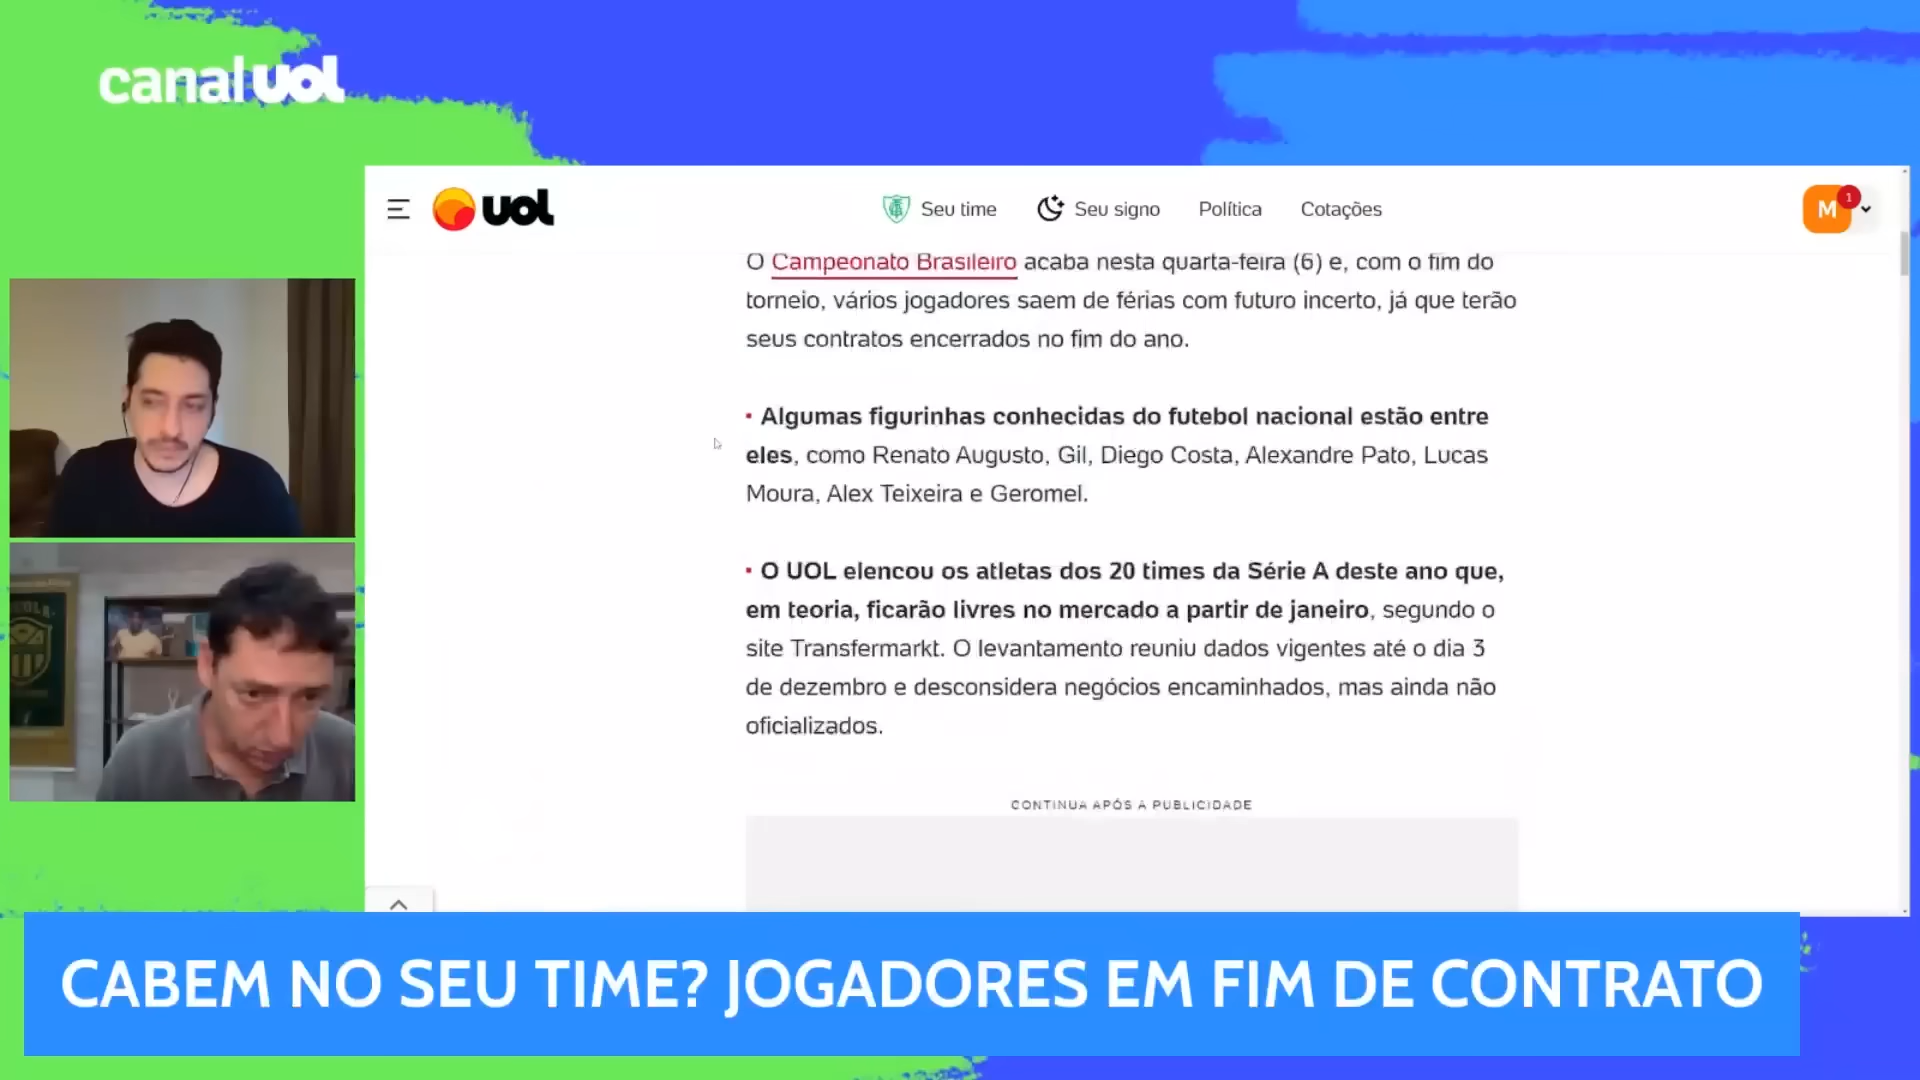 canal uol
uol
Seu time
Seu signo
Política
Cotações
M
1
O Campeonato Brasileiro acaba nesta quarta-feira (6) e, com o fim do
torneio, vários jogadores saem de férias com futuro incerto, já que terão
seus contratos encerrados no fim do ano.
Algumas figurinhas conhecidas do futebol nacional estão entre
eles, como Renato Augusto, Gil, Diego Costa, Alexandre Pato, Lucas
Moura, Alex Teixeira e Geromel.
O UOL elencou os atletas dos 20 times da Série A deste ano que,
em teoria, ficarão livres no mercado a partir de janeiro, segundo o
site Transfermarkt. O levantamento reuniu dados vigentes até o dia 3
de dezembro e desconsidera negócios encaminhados, mas ainda não
oficializados.
CONTINUA APÓS A PUBLICIDADE
CABEM NO SEU TIME? JOGADORES EM FIM DE CONTRATO